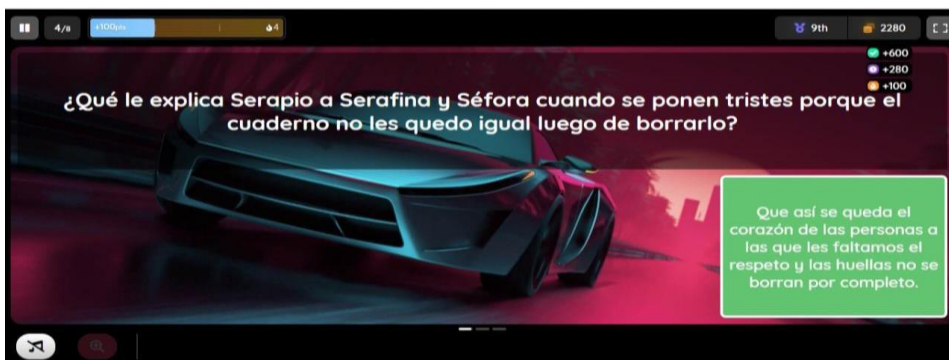 4/8
+100pts
4
9th
2280
+600
+280
+100
¿Qué le explica Serapio a Serafina y Séfora cuando se ponen tristes porque el
cuaderno no les quedo igual luego de borrarlo?
Que así se queda el
corazón de las personas a
las que les faltamos el
respeto y las huellas no se
borran por completo.